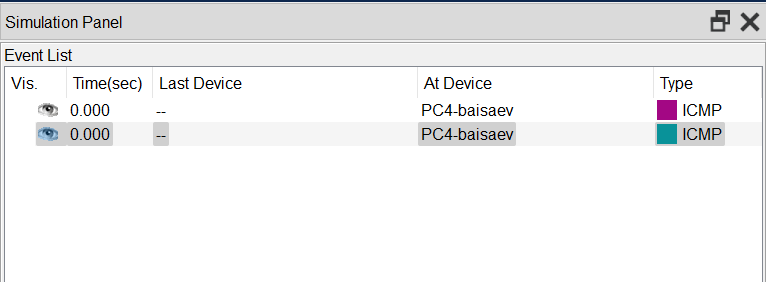 Simulation Panel
Event List
Vis. Time(sec) Last Device At Device Type
0.000 -- PC4-baisaev ICMP
0.000 -- PC4-baisaev ICMP